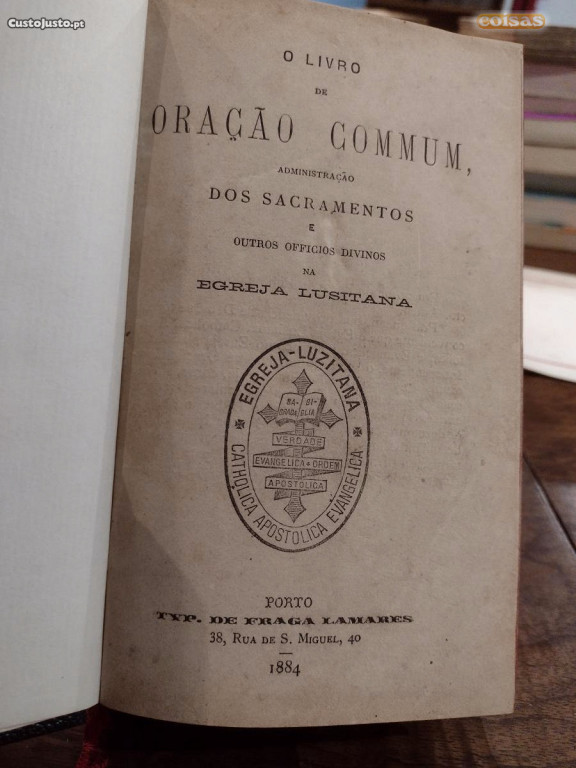 CustoJusto.pt
coisas
O LIVRO
DE
ORAÇÃO COMMUM,
ADMINISTRAÇÃO
DOS SACRAMENTOS
E
OUTROS OFFICIOS DIVINOS
NA
EGREJA LUSITANA
EGREJA-LUZITANA
CATHOLICA APOSTOLICA EVANGELICA
VERDADE
EVANGELICA ORDEM
APOSTOLICA
PORTO
TYP. DE FRAGA LAMARES
38, RUA DE S. MIGUEL, 40
1884